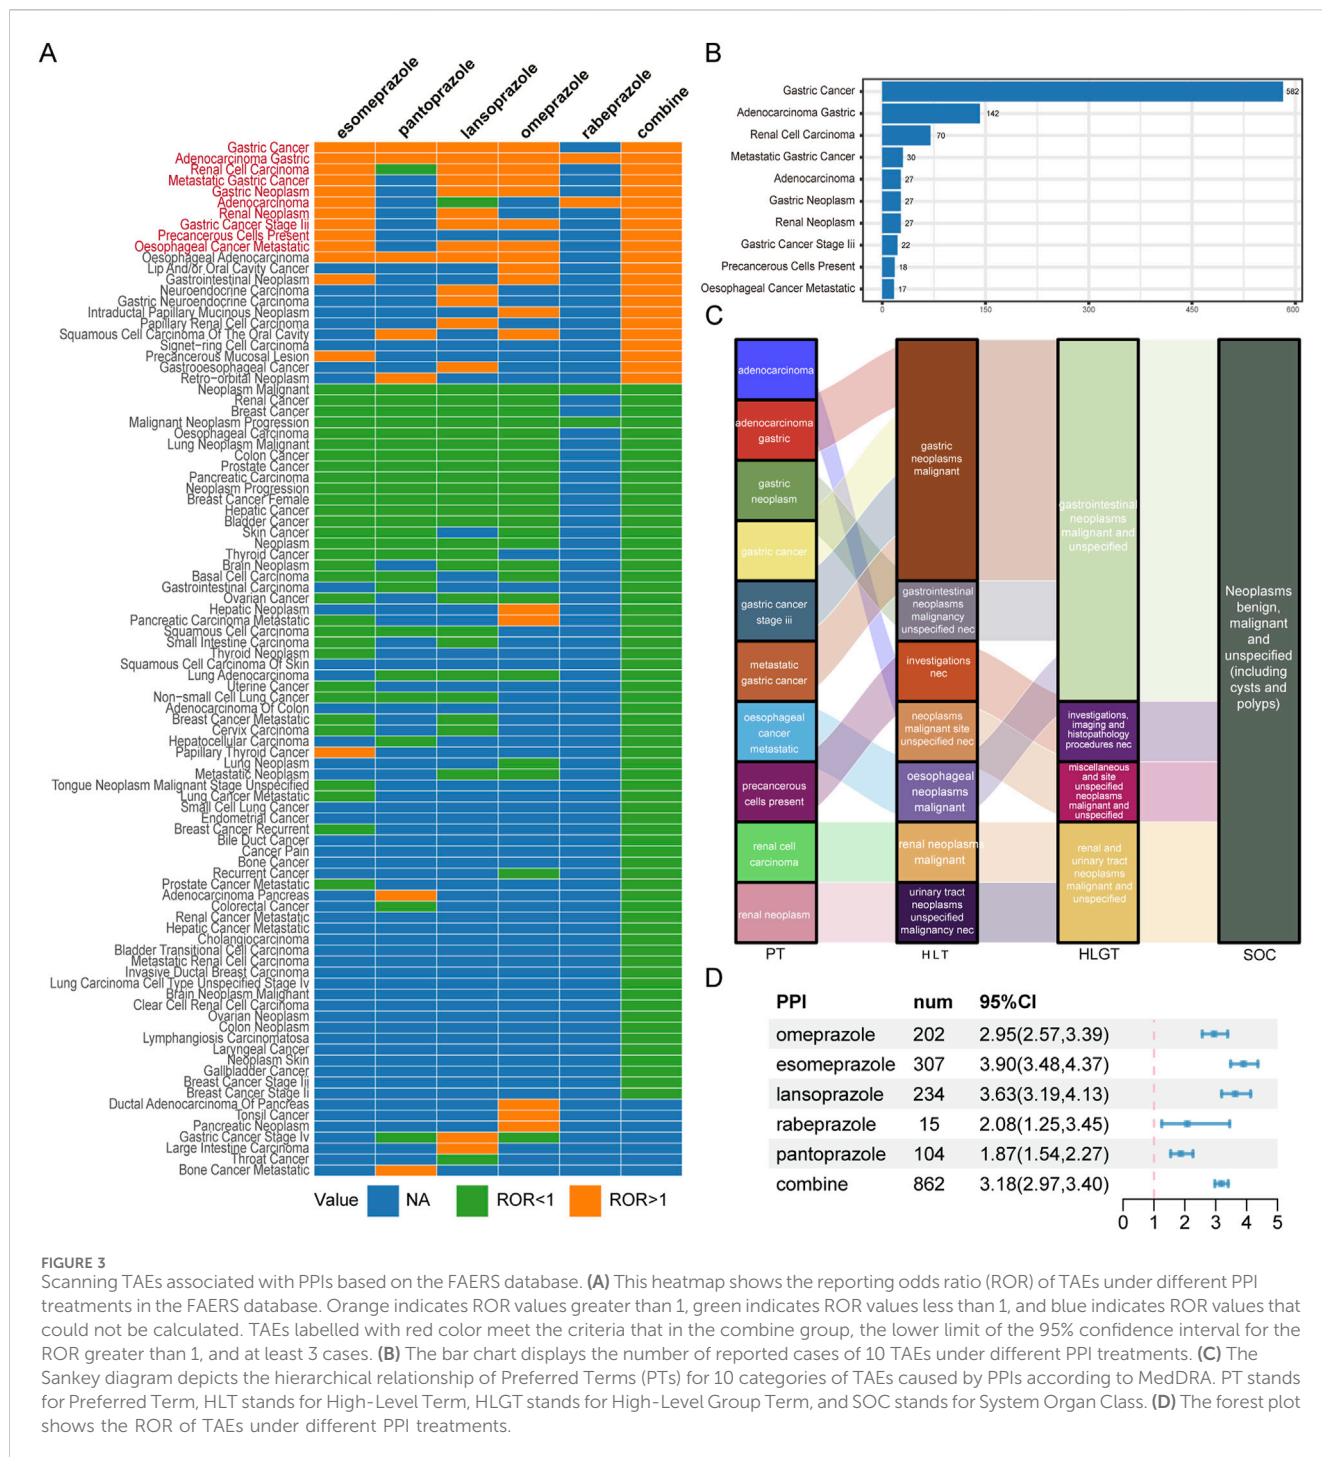 A
esomeprazole
pantoprazole
lansoprazole
omeprazole
rabeprazole
combine
Gastric Cancer
Adenocarcinoma Gastric
Renal Cell Carcinoma
Metastatic Gastric Cancer
Gastric Neoplasm
Adenocarcinoma
Renal Neoplasm
Gastric Cancer Stage Iii
Precancerous Cells Present
Oesophageal Cancer Metastatic
Oesophageal Adenocarcinoma
Lip And/or Oral Cavity Cancer
Gastrointestinal Neoplasm
Neuroendocrine Carcinoma
Gastric Neuroendocrine Carcinoma
Intraductal Papillary Mucinous Neoplasm
Papillary Renal Cell Carcinoma
Squamous Cell Carcinoma Of The Oral Cavity
Signet-ring Cell Carcinoma
Precancerous Mucosal Lesion
Gastrooesophageal Cancer
Retro-orbital Neoplasm
Neoplasm Malignant
Renal Cancer
Breast Cancer
Malignant Neoplasm Progression
Oesophageal Carcinoma
Lung Neoplasm Malignant
Colon Cancer
Prostate Cancer
Pancreatic Carcinoma
Neoplasm Progression
Breast Cancer Female
Hepatic Cancer
Bladder Cancer
Skin Cancer
Neoplasm
Thyroid Cancer
Brain Neoplasm
Basal Cell Carcinoma
Gastrointestinal Carcinoma
Ovarian Cancer
Hepatic Neoplasm
Pancreatic Carcinoma Metastatic
Squamous Cell Carcinoma
Small Intestine Carcinoma
Thyroid Neoplasm
Squamous Cell Carcinoma Of Skin
Lung Adenocarcinoma
Uterine Cancer
Non-small Cell Lung Cancer
Adenocarcinoma Of Colon
Breast Cancer Metastatic
Cervix Carcinoma
Hepatocellular Carcinoma
Papillary Thyroid Cancer
Lung Neoplasm
Metastatic Neoplasm
Tongue Neoplasm Malignant Stage Unspecified
Lung Cancer Metastatic
Small Cell Lung Cancer
Endometrial Cancer
Breast Cancer Recurrent
Bile Duct Cancer
Cancer Pain
Bone Cancer
Recurrent Cancer
Prostate Cancer Metastatic
Adenocarcinoma Pancreas
Colorectal Cancer
Renal Cancer Metastatic
Hepatic Cancer Metastatic
Cholangiocarcinoma
Bladder Transitional Cell Carcinoma
Metastatic Renal Cell Carcinoma
Invasive Ductal Breast Carcinoma
Lung Carcinoma Cell Type Unspecified Stage Iv
Brain Neoplasm Malignant
Clear Cell Renal Cell Carcinoma
Ovarian Neoplasm
Colon Neoplasm
Lymphangiosis Carcinomatosa
Laryngeal Cancer
Neoplasm Skin
Gallbladder Cancer
Breast Cancer Stage Iii
Breast Cancer Stage Ii
Ductal Adenocarcinoma Of Pancreas
Tonsil Cancer
Pancreatic Neoplasm
Gastric Cancer Stage Iv
Large Intestine Carcinoma
Throat Cancer
Bone Cancer Metastatic
Value NA ROR<1 ROR>1
B
Gastric Cancer 582
Adenocarcinoma Gastric 142
Renal Cell Carcinoma 70
Metastatic Gastric Cancer 30
Adenocarcinoma 27
Gastric Neoplasm 27
Renal Neoplasm 27
Gastric Cancer Stage Iii 22
Precancerous Cells Present 18
Oesophageal Cancer Metastatic 17
0 150 300 450 600
C
adenocarcinoma
adenocarcinoma
gastric
gastric
neoplasm
gastric cancer
gastric cancer
stage iii
metastatic
gastric cancer
oesophageal
cancer
metastatic
precancerous
cells present
renal cell
carcinoma
renal neoplasm
PT
gastric
neoplasms
malignant
gastrointestinal
neoplasms
malignancy
unspecified nec
investigations
nec
neoplasms
malignant site
unspecified nec
oesophageal
neoplasms
malignant
renal neoplasms
malignant
urinary tract
neoplasms
unspecified
malignancy nec
HLT
gastrointestinal
neoplasms
malignant and
unspecified
investigations,
imaging and
histopathology
procedures nec
miscellaneous
and site
unspecified
neoplasms
malignant and
unspecified
renal and
urinary tract
neoplasms
malignant and
unspecified
HLGT
Neoplasms
benign,
malignant
and
unspecified
(including
cysts and
polyps)
SOC
D
PPI num 95%CI
omeprazole 202 2.95(2.57,3.39)
esomeprazole 307 3.90(3.48,4.37)
lansoprazole 234 3.63(3.19,4.13)
rabeprazole 15 2.08(1.25,3.45)
pantoprazole 104 1.87(1.54,2.27)
combine 862 3.18(2.97,3.40)
0 1 2 3 4 5
FIGURE 3
Scanning TAEs associated with PPIs based on the FAERS database. (A) This heatmap shows the reporting odds ratio (ROR) of TAEs under different PPI
treatments in the FAERS database. Orange indicates ROR values greater than 1, green indicates ROR values less than 1, and blue indicates ROR values that
could not be calculated. TAEs labelled with red color meet the criteria that in the combine group, the lower limit of the 95% confidence interval for the
ROR greater than 1, and at least 3 cases. (B) The bar chart displays the number of reported cases of 10 TAEs under different PPI treatments. (C) The
Sankey diagram depicts the hierarchical relationship of Preferred Terms (PTs) for 10 categories of TAEs caused by PPIs according to MedDRA. PT stands
for Preferred Term, HLT stands for High-Level Term, HLGT stands for High-Level Group Term, and SOC stands for System Organ Class. (D) The forest plot
shows the ROR of TAEs under different PPI treatments.